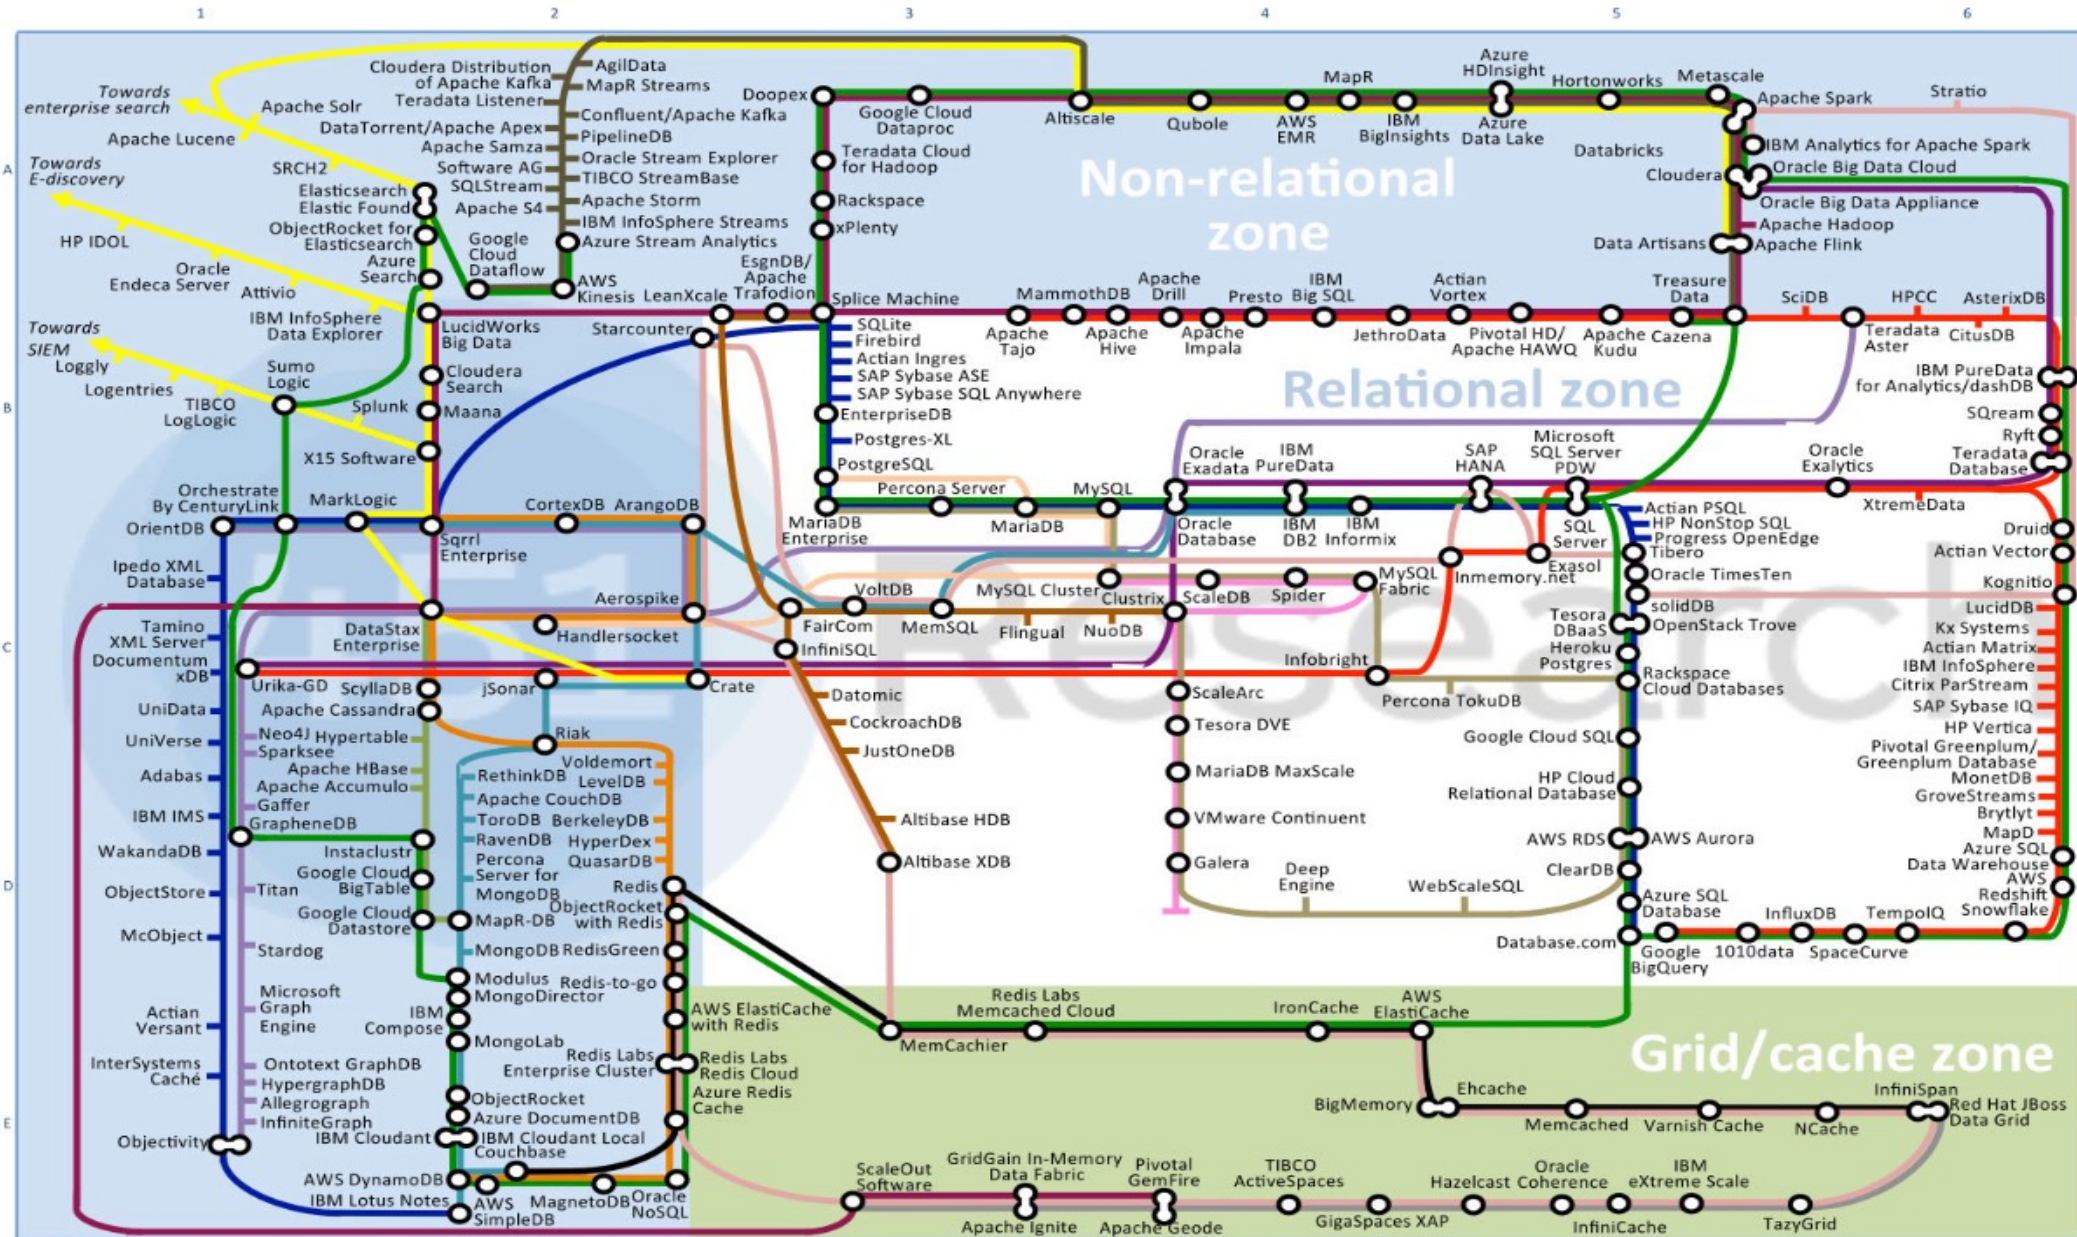 1
2
3
4
5
6
A
B
C
D
E
A
B
C
D
E
Towards
enterprise search
Apache Solr
Apache Lucene
Towards
E-discovery
SRCH2
HP IDOL
Oracle
Endeca Server
Attivio
IBM InfoSphere
Data Explorer
Towards
SIEM
Loggly
Logentries
Sumo
Logic
TIBCO
LogLogic
Splunk
X15 Software
Elasticsearch
Elastic Found
ObjectRocket for
Elasticsearch
Azure
Search
LucidWorks
Big Data
Cloudera
Search
Maana
Cloudera Distribution
of Apache Kafka
Teradata Listener
DataTorrent/Apache Apex
Apache Samza
Software AG
SQLStream
Apache S4
Google
Cloud
Dataflow
AgilData
MapR Streams
Confluent/Apache Kafka
PipelineDB
Oracle Stream Explorer
TIBCO StreamBase
Apache Storm
IBM InfoSphere Streams
Azure Stream Analytics
AWS
Kinesis
LeanXcale
EsgnDB/
Apache
Trafodion
Starcounter
Doopex
Google Cloud
Dataproc
Teradata Cloud
for Hadoop
Rackspace
xPlenty
Splice Machine
Altiscale
Qubole
AWS
EMR
MapR
IBM
BigInsights
Azure
HDInsight
Azure
Data Lake
Hortonworks
Metascale
Apache Spark
Stratio
Databricks
IBM Analytics for Apache Spark
Cloudera
Oracle Big Data Cloud
Oracle Big Data Appliance
Apache Hadoop
Data Artisans
Apache Flink
Non-relational
zone
Treasure
Data
MammothDB
Apache
Drill
Presto
IBM
Big SQL
Actian
Vortex
Apache
Tajo
Apache
Hive
Apache
Impala
JethroData
Pivotal HD/
Apache HAWQ
Apache
Kudu
Cazena
SciDB
HPCC
AsterixDB
Teradata
Aster
CitusDB
Relational zone
SQLite
Firebird
Actian Ingres
SAP Sybase ASE
SAP Sybase SQL Anywhere
EnterpriseDB
Postgres-XL
PostgreSQL
Percona Server
MariaDB
Enterprise
MariaDB
MySQL
Oracle
Exadata
IBM
PureData
SAP
HANA
Microsoft
SQL Server
PDW
Oracle
Exalytics
Oracle
Database
IBM
DB2
IBM
Informix
SQL
Server
IBM PureData
for Analytics/dashDB
SQream
Ryft
Teradata
Database
XtremeData
Druid
Actian Vector
Kognitio
LucidDB
Kx Systems
Actian Matrix
IBM InfoSphere
Citrix ParStream
SAP Sybase IQ
HP Vertica
Pivotal Greenplum/
Greenplum Database
MonetDB
GroveStreams
Brytlyt
MapD
Azure SQL
Data Warehouse
AWS
Redshift
Snowflake
Actian PSQL
HP NonStop SQL
Progress OpenEdge
Tibero
Oracle TimesTen
solidDB
Tesora
DBaaS
OpenStack Trove
Heroku
Postgres
Rackspace
Cloud Databases
Google Cloud SQL
HP Cloud
Relational Database
AWS RDS
AWS Aurora
ClearDB
Azure SQL
Database
Database.com
Google
BigQuery
1010data
InfluxDB
SpaceCurve
TempoIQ
Exasol
Inmemory.net
Infobright
Percona TokuDB
MySQL Cluster
ScaleDB
Spider
MySQL
Fabric
Clustrix
VoltDB
FairCom
MemSQL
Flingual
NuoDB
InfiniSQL
Datomic
CockroachDB
JustOneDB
Altibase HDB
Altibase XDB
ScaleArc
Tesora DVE
MariaDB MaxScale
VMware Continuent
Galera
Deep
Engine
WebScaleSQL
451 Research
Orchestrate
By CenturyLink
MarkLogic
OrientDB
CortexDB
ArangoDB
Sqrrl
Enterprise
Ipedo XML
Database
Tamino
XML Server
Documentum
xDB
UniData
UniVerse
Adabas
IBM IMS
WakandaDB
ObjectStore
McObject
Actian
Versant
InterSystems
Caché
Objectivity
Aerospike
DataStax
Enterprise
Handlersocket
Urika-GD
ScyllaDB
Apache Cassandra
jSonar
Crate
Riak
Neo4J
Sparksee
Hypertable
Apache HBase
Apache Accumulo
Gaffer
GrapheneDB
Instaclustr
Google Cloud
BigTable
Titan
Google Cloud
Datastore
Stardog
Microsoft
Graph
Engine
Ontotext GraphDB
HypergraphDB
Allegrograph
InfiniteGraph
RethinkDB
Apache CouchDB
ToroDB
RavenDB
Percona
Server for
MongoDB
MapR-DB
MongoDB
Modulus
MongoDirector
IBM
Compose
MongoLab
ObjectRocket
Azure DocumentDB
IBM Cloudant
IBM Cloudant Local
Couchbase
AWS DynamoDB
IBM Lotus Notes
AWS
SimpleDB
MagnetoDB
Oracle
NoSQL
Voldemort
LevelDB
BerkeleyDB
HyperDex
QuasarDB
Redis
ObjectRocket
with Redis
RedisGreen
Redis-to-go
AWS ElastiCache
with Redis
Redis Labs
Enterprise Cluster
Redis Labs
Redis Cloud
Azure Redis
Cache
MemCachier
Redis Labs
Memcached Cloud
IronCache
AWS
ElastiCache
Grid/cache zone
BigMemory
Ehcache
Memcached
Varnish Cache
NCache
InfiniSpan
Red Hat JBoss
Data Grid
ScaleOut
Software
GridGain In-Memory
Data Fabric
Apache Ignite
Pivotal
GemFire
Apache Geode
TIBCO
ActiveSpaces
GigaSpaces XAP
Hazelcast
Oracle
Coherence
InfiniCache
IBM
eXtreme Scale
TazyGrid